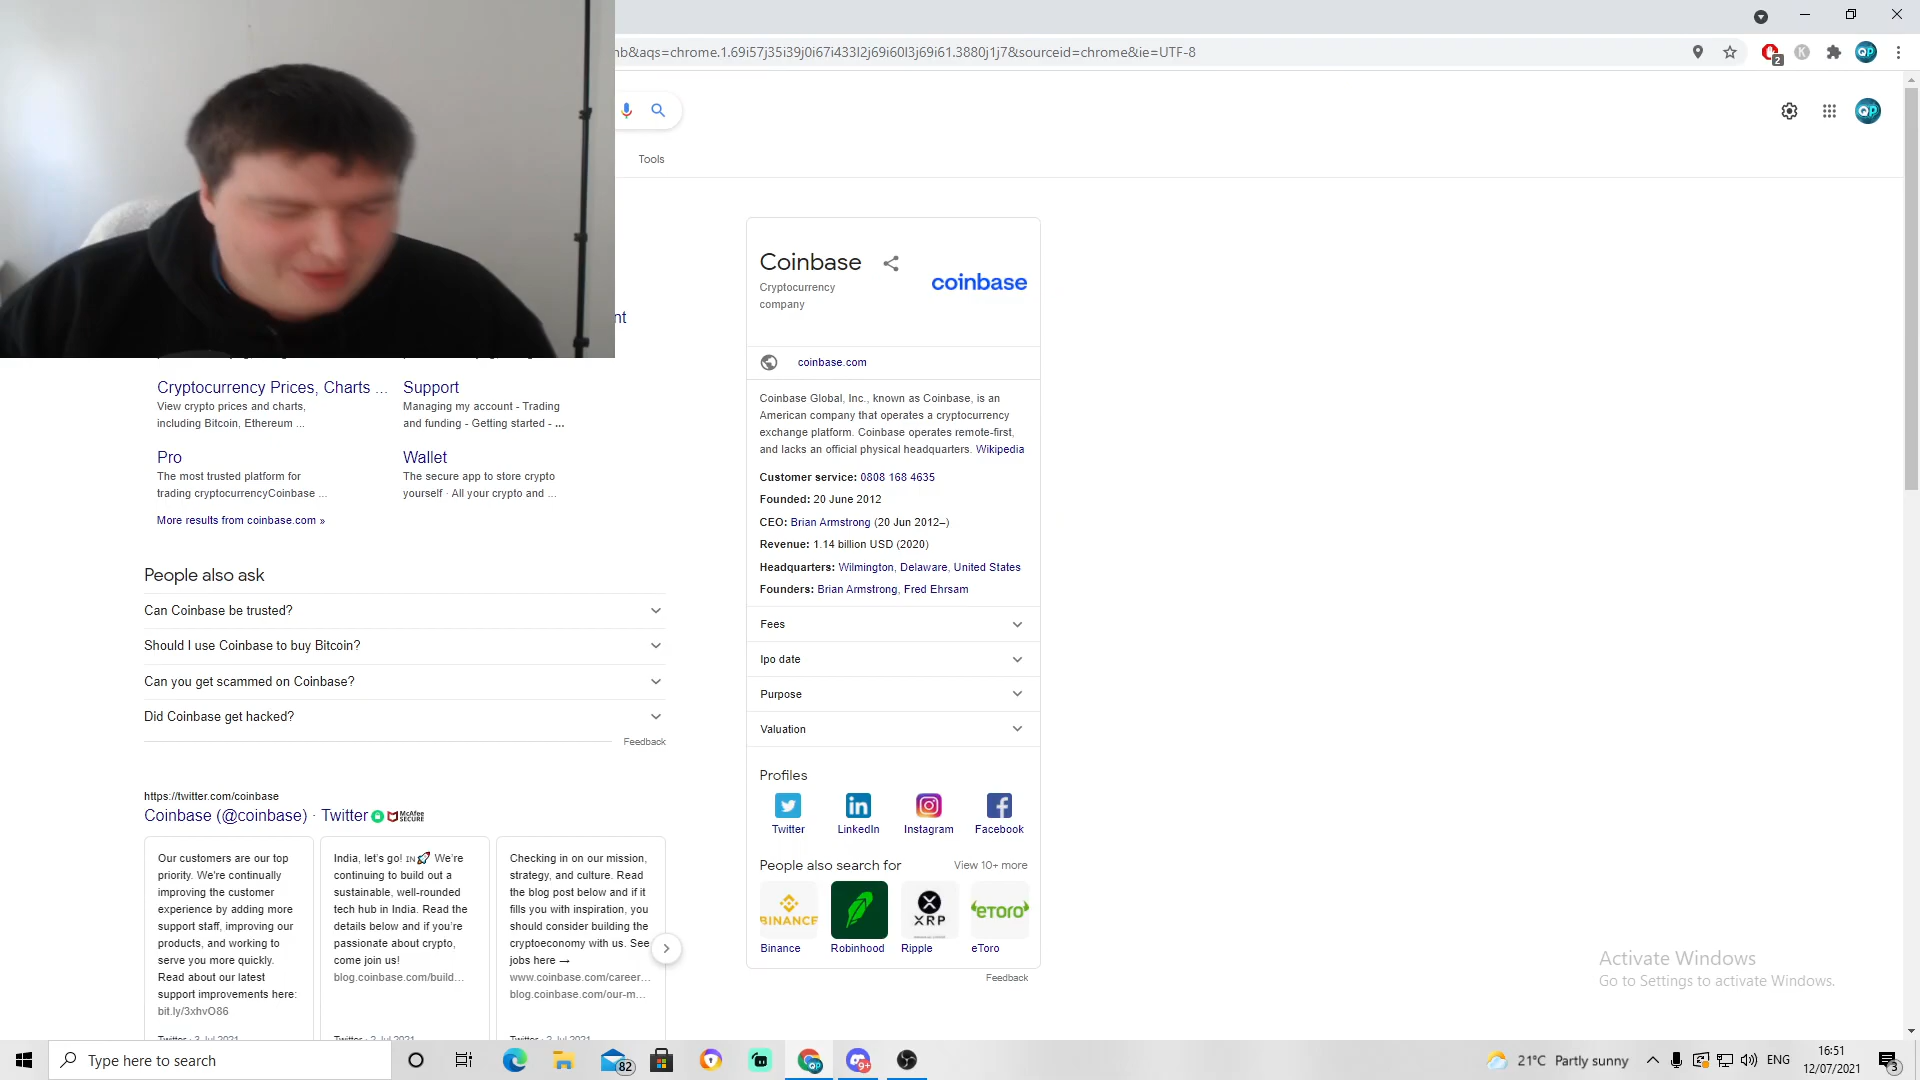 nb&aqs=chrome.1.69i57j35i39j0i67i433l2j69i60l3j69i61.3880j1j7&sourceid=chrome&ie=UTF-8
2
K
QP
QP
Tools
nt
Cryptocurrency Prices, Charts ...
View crypto prices and charts,
including Bitcoin, Ethereum ...
Support
Managing my account - Trading
and funding - Getting started - ...
Pro
The most trusted platform for
trading cryptocurrencyCoinbase ...
Wallet
The secure app to store crypto
yourself · All your crypto and ...
More results from coinbase.com »
People also ask
Can Coinbase be trusted?
Should I use Coinbase to buy Bitcoin?
Can you get scammed on Coinbase?
Did Coinbase get hacked?
Feedback
https://twitter.com/coinbase
Coinbase (@coinbase) · Twitter
McAfee
SECURE
Our customers are our top
priority. We're continually
improving the customer
experience by adding more
support staff, improving our
products, and working to
serve you more quickly.
Read about our latest
support improvements here:
bit.ly/3xhvO86
Twitter · 3 Jul 2021
India, let's go! IN🚀 We're
continuing to build out a
sustainable, well-rounded
tech hub in India. Read the
details below and if you're
passionate about crypto,
come join us!
blog.coinbase.com/build...
Twitter · 2 Jul 2021
Checking in on our mission,
strategy, and culture. Read
the blog post below and if it
fills you with inspiration, you
should consider building the
cryptoeconomy with us. See
jobs here →
www.coinbase.com/career...
blog.coinbase.com/our-m...
Twitter · 2 Jul 2021
Coinbase
Cryptocurrency
company
coinbase
coinbase.com
Coinbase Global, Inc., known as Coinbase, is an
American company that operates a cryptocurrency
exchange platform. Coinbase operates remote-first,
and lacks an official physical headquarters. Wikipedia
Customer service: 0808 168 4635
Founded: 20 June 2012
CEO: Brian Armstrong (20 Jun 2012–)
Revenue: 1.14 billion USD (2020)
Headquarters: Wilmington, Delaware, United States
Founders: Brian Armstrong, Fred Ehrsam
Fees
Ipo date
Purpose
Valuation
Profiles
Twitter
LinkedIn
Instagram
Facebook
People also search for
View 10+ more
BINANCE
XRP
eTORO
Binance
Robinhood
Ripple
eToro
Feedback
Activate Windows
Go to Settings to activate Windows.
Type here to search
82
9+
21°C Partly sunny
ENG
16:51
12/07/2021
3